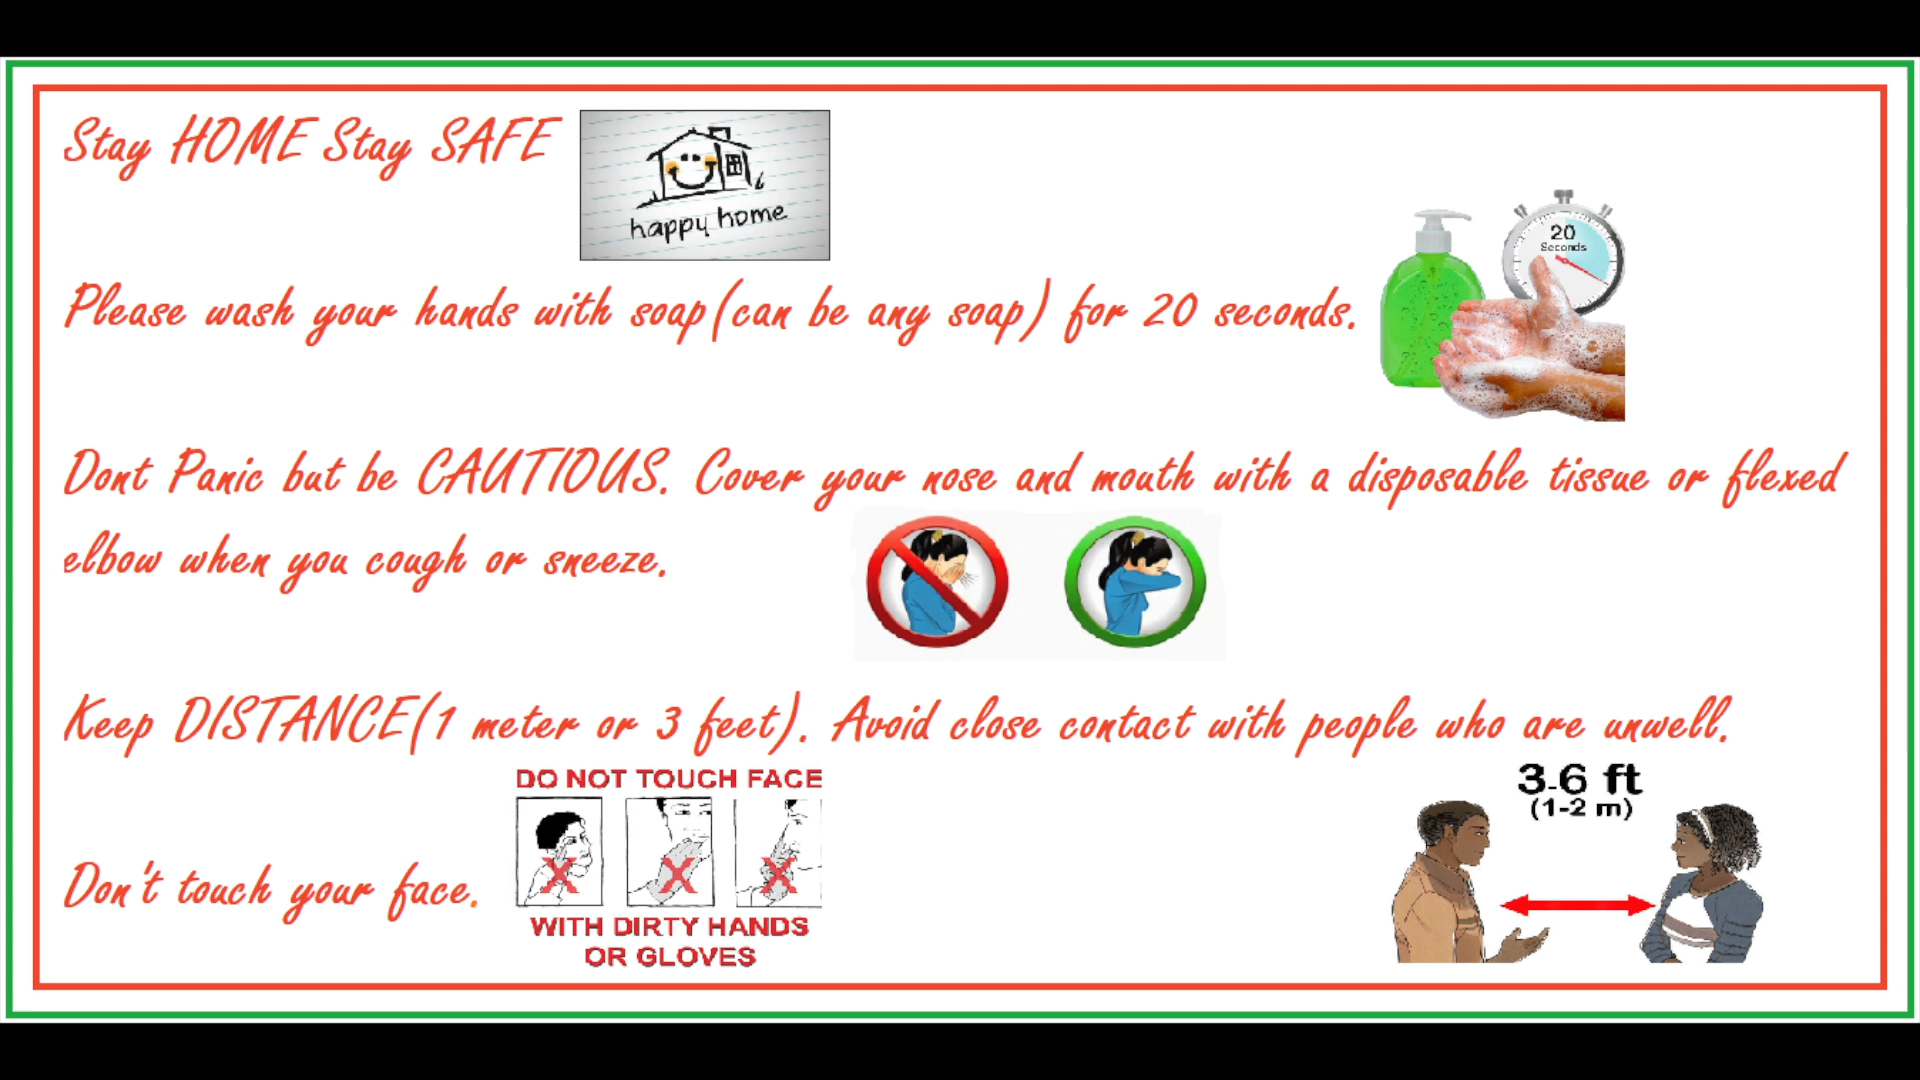 Stay HOME Stay SAFE
happy home
20
Seconds
Please wash your hands with soap(can be any soap) for 20 seconds.
Dont Panic but be CAUTIOUS. Cover your nose and mouth with a disposable tissue or flexed
elbow when you cough or sneeze.
Keep DISTANCE(1 meter or 3 feet). Avoid close contact with people who are unwell.
DO NOT TOUCH FACE
X X X
WITH DIRTY HANDS
OR GLOVES
Don't touch your face.
3-6 ft
(1-2 m)